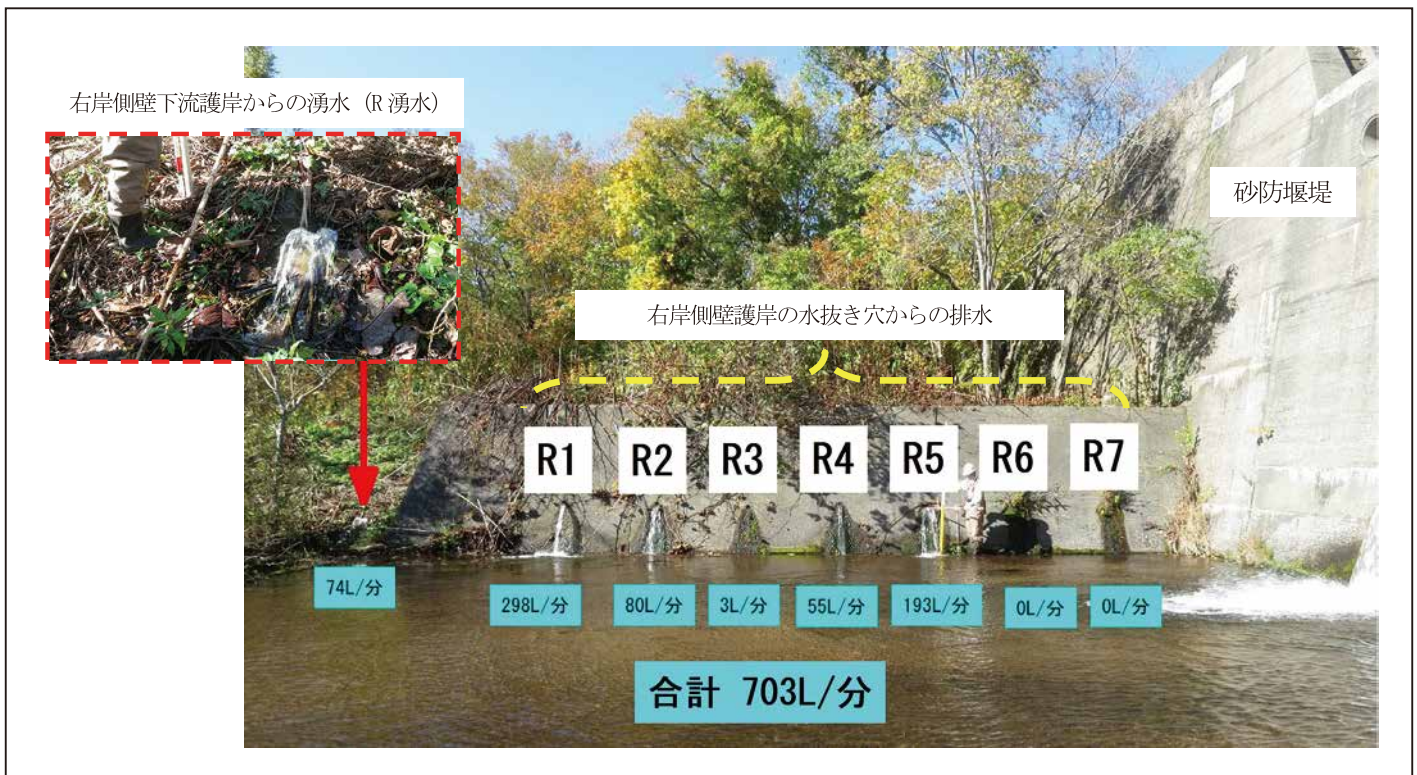 右岸側壁下流護岸からの湧水（R 湧水）
砂防堰堤
右岸側壁護岸の水抜き穴からの排水
R1
R2
R3
R4
R5
R6
R7
74L/分
298L/分
80L/分
3L/分
55L/分
193L/分
0L/分
0L/分
合計 703L/分